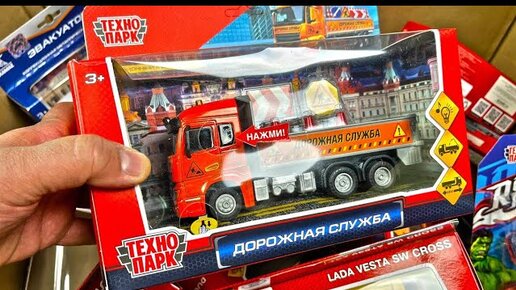 ТЕХНО
ПАРК
ЭВАКУАТОР
3+
НАЖМИ!
ДОРОЖНАЯ СЛУЖБА
ТЕХНО
ПАРК
ДОРОЖНАЯ СЛУЖБА
ТЕХНО
ПАРК
LADA VESTA SW CROSS